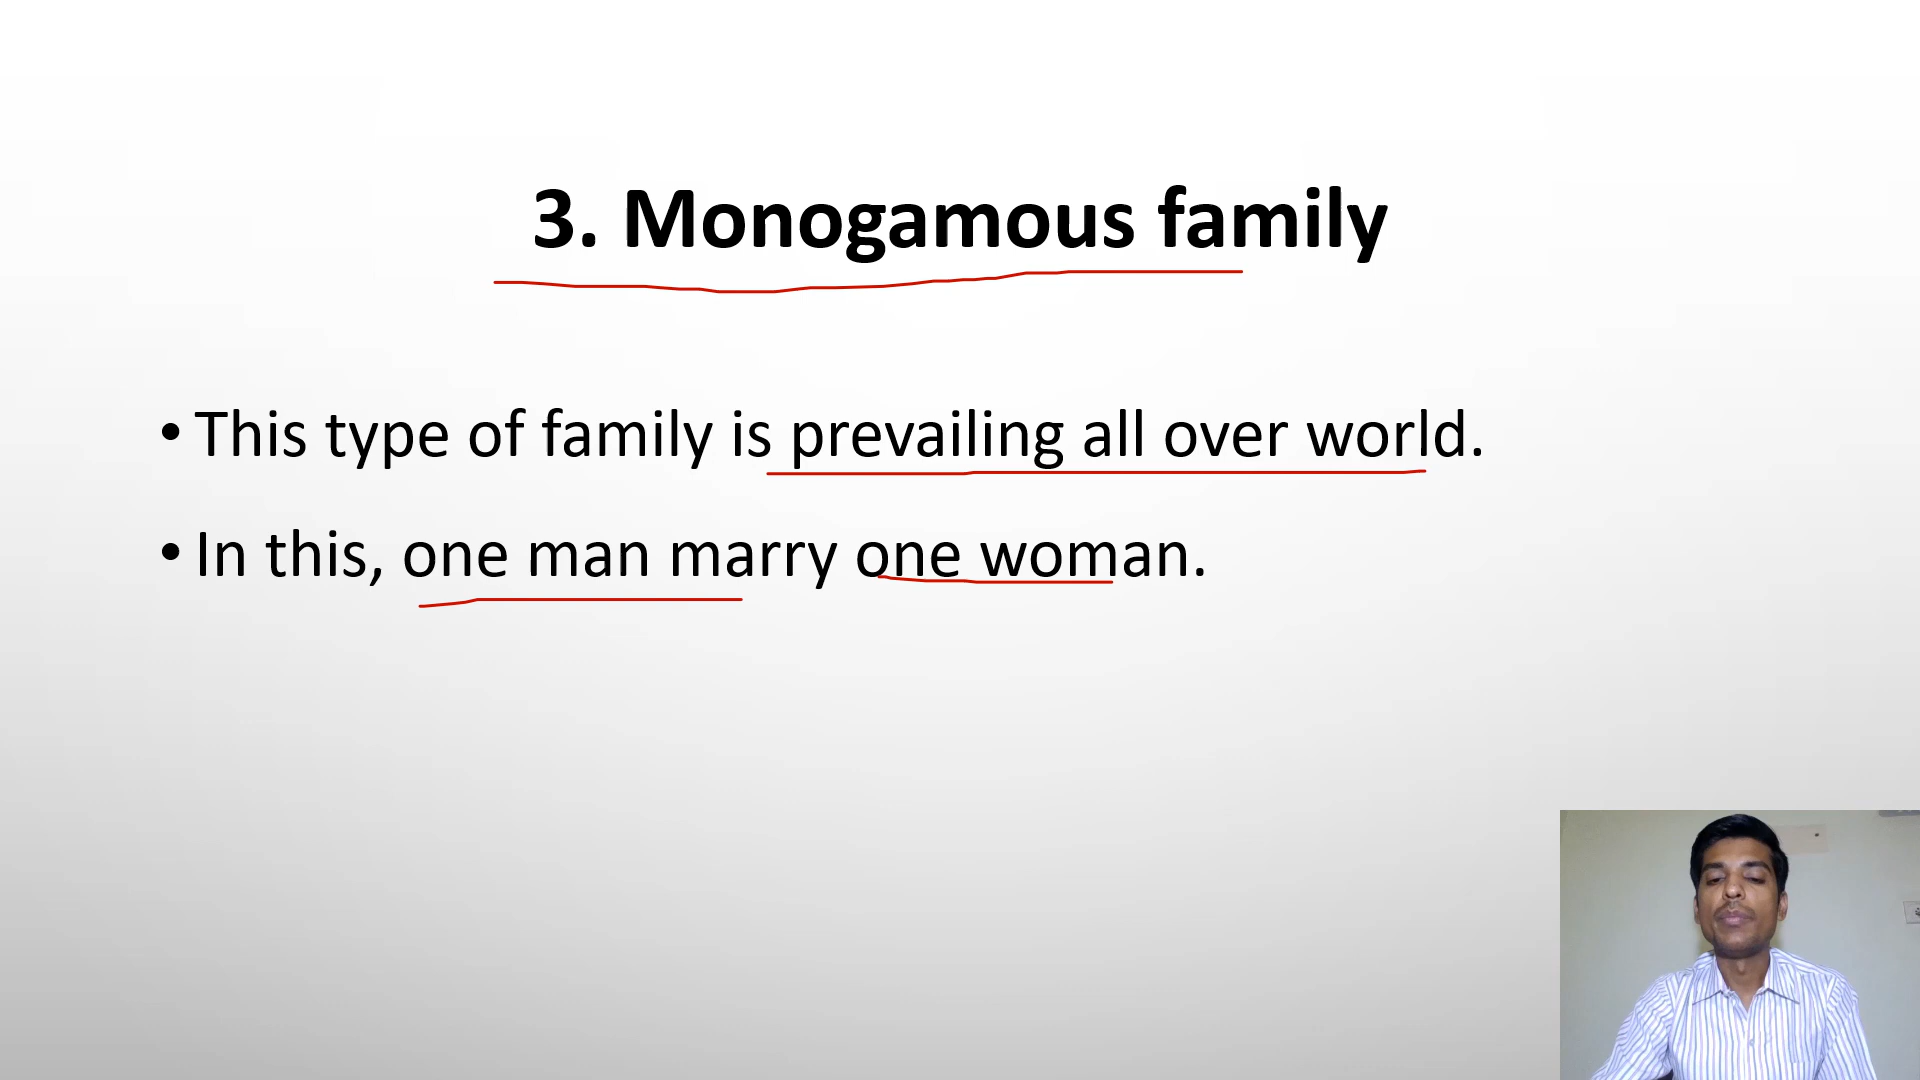 3. Monogamous family
• This type of family is prevailing all over world.
• In this, one man marry one woman.